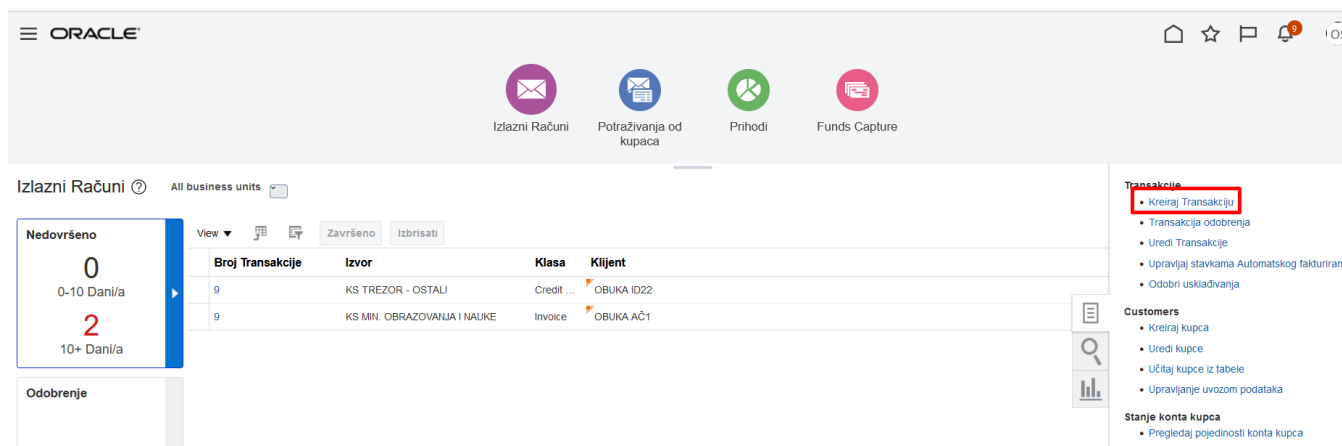 ORACLE
9
Izlazni Računi
Potraživanja od
kupaca
Prihodi
Funds Capture
Izlazni Računi
All business units
Nedovršeno
0
0-10 Dani/a
2
10+ Dani/a
Odobrenje
View
Završeno
Izbrisati
Broj Transakcije Izvor Klasa Klijent
9 KS TREZOR - OSTALI Credit ... OBUKA ID22
9 KS MIN. OBRAZOVANJA I NAUKE Invoice OBUKA AČ1
Transakcije
Kreiraj Transakciju
Transakcija odobrenja
Uredi Transakcije
Upravljaj stavkama Automatskog fakturiran
Odobri usklađivanja
Customers
Kreiraj kupca
Uredi kupce
Učitaj kupce iz tabele
Upravljanje uvozom podataka
Stanje konta kupca
Pregledaj pojedinosti konta kupca